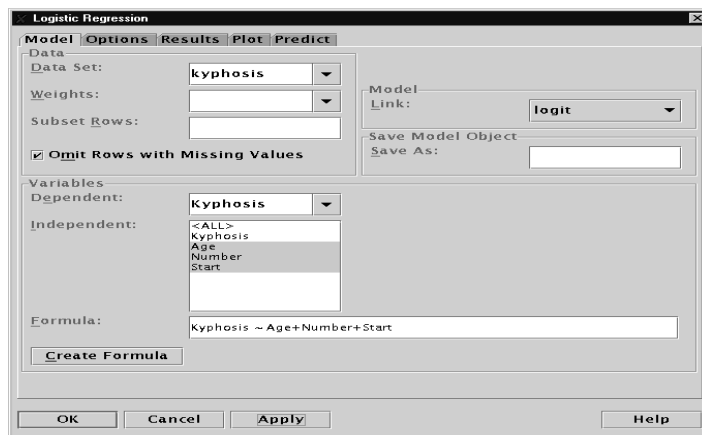 Logistic Regression
Model Options Results Plot Predict
Data
Data Set: kyphosis
Weights:
Subset Rows:
Omit Rows with Missing Values
Model
Link: logit
Save Model Object
Save As:
Variables
Dependent: Kyphosis
Independent: <ALL>
Kyphosis
Age
Number
Start
Formula: Kyphosis ~ Age+Number+Start
Create Formula
OK Cancel Apply Help